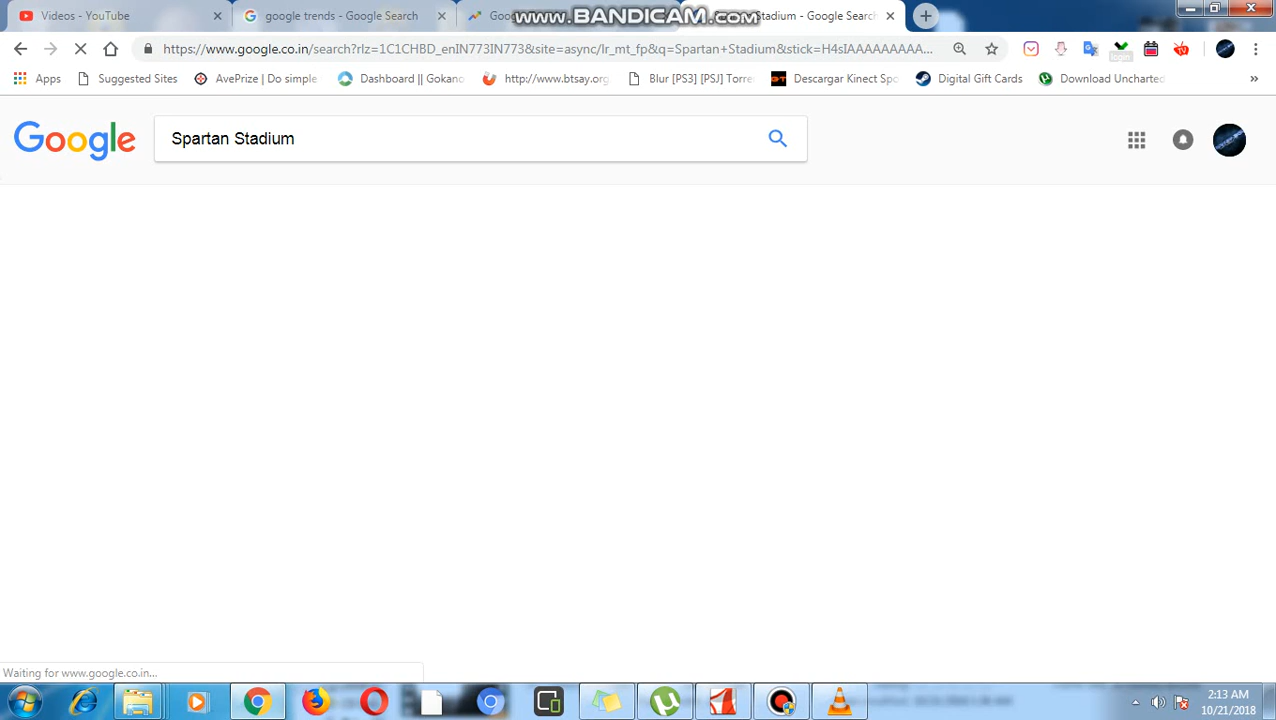 Videos - YouTube
google trends - Google Search
Goo
www.BANDICAM.com
Stadium - Google Search
https://www.google.co.in/search?rlz=1C1CHBD_enIN773IN773&site=async/lr_mt_fp&q=Spartan+Stadium&stick=H4sIAAAAAAAAA...
Apps
Suggested Sites
AvePrize | Do simple
Dashboard || Gokano
http://www.btsay.org
Blur [PS3] [PSN]Torre
Descargar Kinect Spo
Digital Gift Cards
Download Uncharted
»
Google
Spartan Stadium
Waiting for www.google.co.in...
2:13 AM
10/21/2018